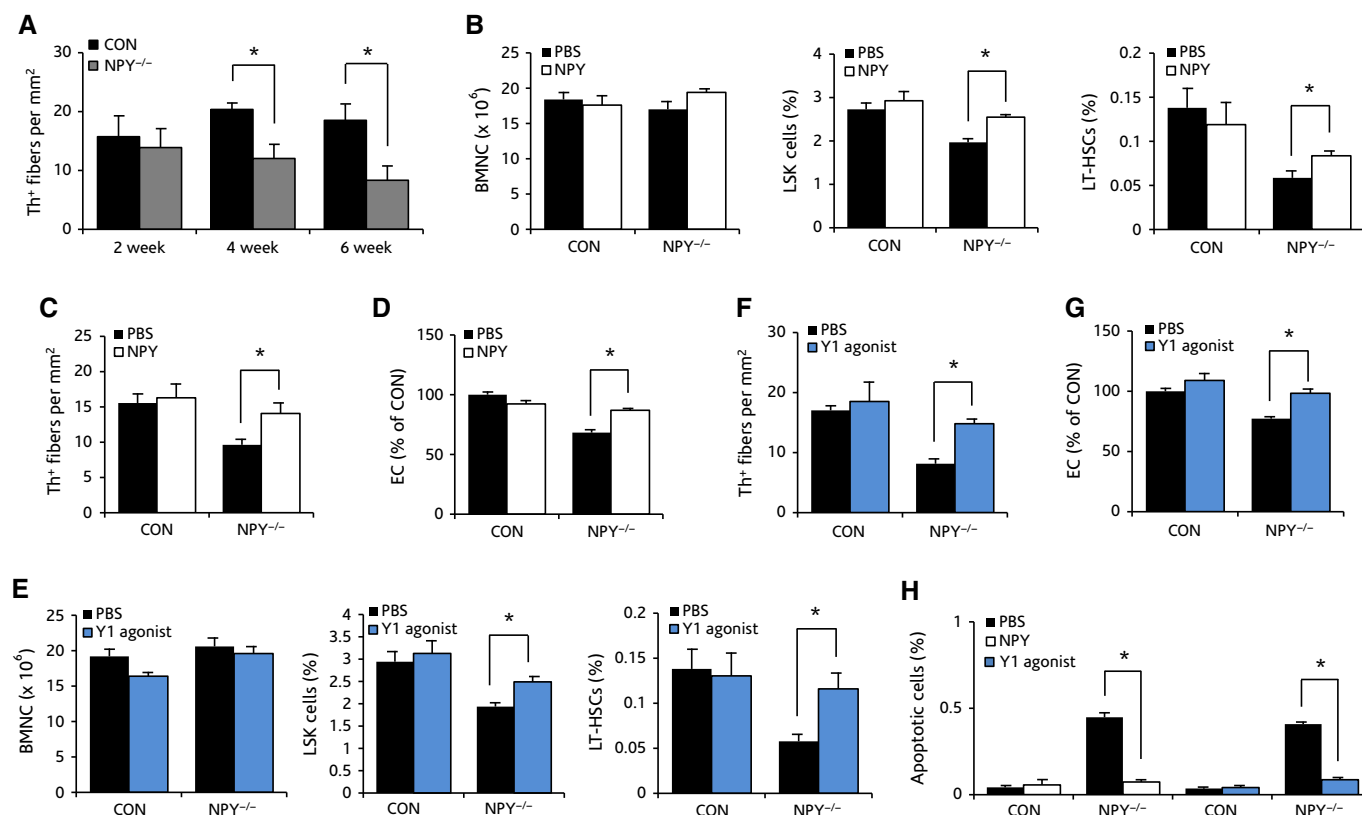 A
CON
NPY⁻/⁻
Th⁺ fibers per mm²
30
20
10
0
*
*
2 week
4 week
6 week
B
PBS
NPY
BMNC (x 10⁶)
25
20
15
10
5
0
CON
NPY⁻/⁻
PBS
NPY
LSK cells (%)
4
3
2
1
0
*
CON
NPY⁻/⁻
PBS
NPY
LT-HSCs (%)
0.2
0.15
0.1
0.05
0
*
CON
NPY⁻/⁻
C
PBS
NPY
Th⁺ fibers per mm²
25
20
15
10
5
0
*
CON
NPY⁻/⁻
D
PBS
NPY
EC (% of CON)
150
100
50
0
*
CON
NPY⁻/⁻
F
PBS
Y1 agonist
Th⁺ fibers per mm²
30
20
10
0
*
CON
NPY⁻/⁻
G
PBS
Y1 agonist
EC (% of CON)
150
100
50
0
*
CON
NPY⁻/⁻
E
PBS
Y1 agonist
BMNC (x 10⁶)
25
20
15
10
5
0
CON
NPY⁻/⁻
PBS
Y1 agonist
LSK cells (%)
4
3.5
3
2.5
2
1.5
1
0.5
0
*
CON
NPY⁻/⁻
PBS
Y1 agonist
LT-HSCs (%)
0.2
0.15
0.1
0.05
0
*
CON
NPY⁻/⁻
H
PBS
NPY
Y1 agonist
Apoptotic cells (%)
1
0.5
0
*
*
CON
NPY⁻/⁻
CON
NPY⁻/⁻